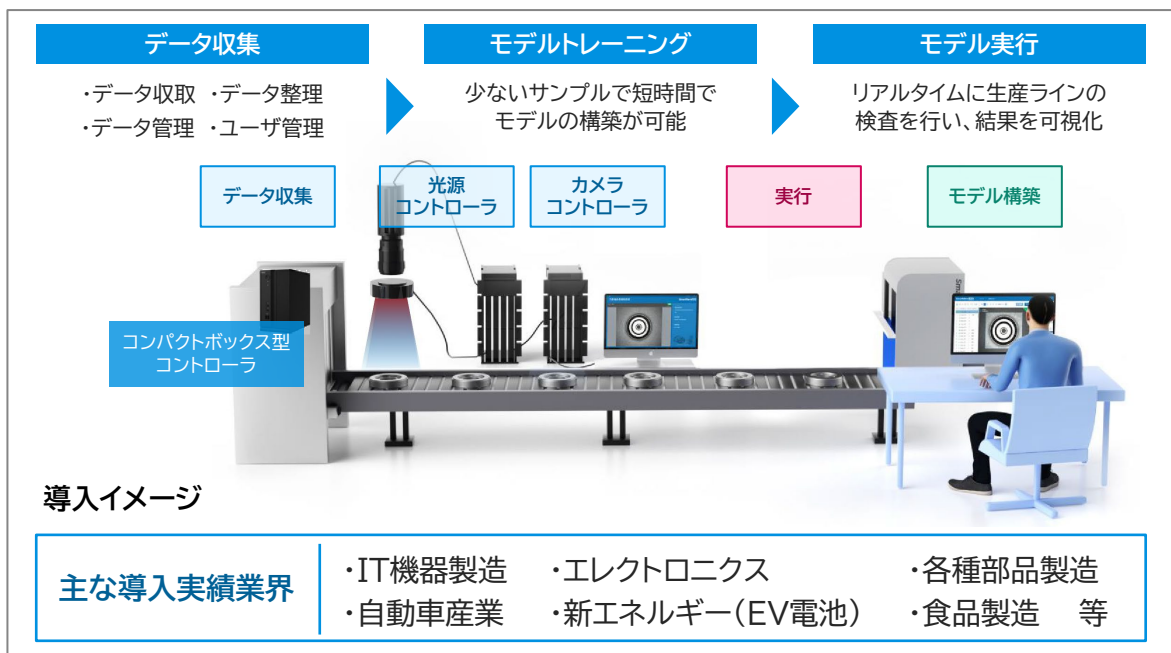 データ収集
モデルトレーニング
モデル実行
・データ収取 ・データ整理
・データ管理 ・ユーザ管理
少ないサンプルで短時間で
モデルの構築が可能
リアルタイムに生産ラインの
検査を行い、結果を可視化
データ収集
光源
コントローラ
カメラ
コントローラ
実行
モデル構築
コンパクトボックス型
コントローラ
導入イメージ
主な導入実績業界
・IT機器製造 ・エレクトロニクス ・各種部品製造
・自動車産業 ・新エネルギー（EV電池） ・食品製造 等